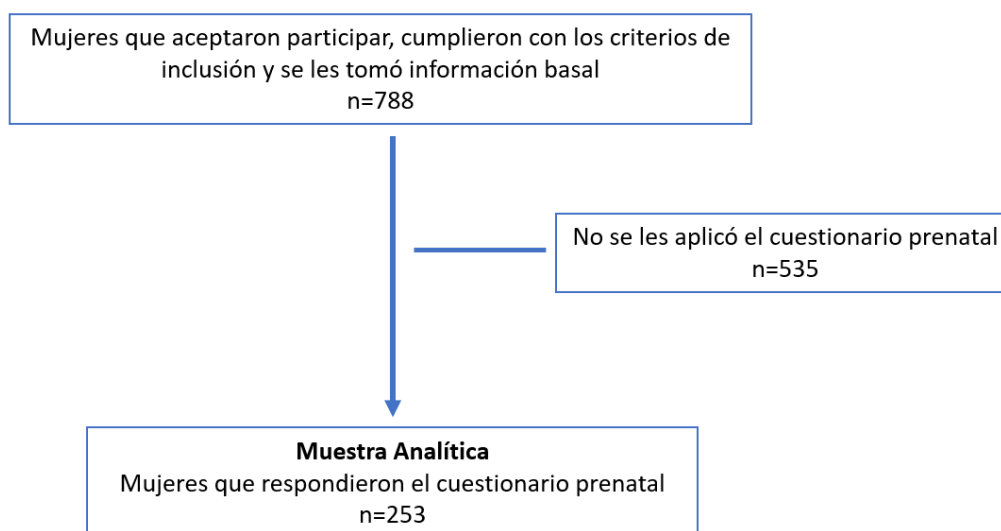 Mujeres que aceptaron participar, cumplieron con los criterios de
inclusión y se les tomó información basal
n=788
No se les aplicó el cuestionario prenatal
n=535
Muestra Analítica
Mujeres que respondieron el cuestionario prenatal
n=253